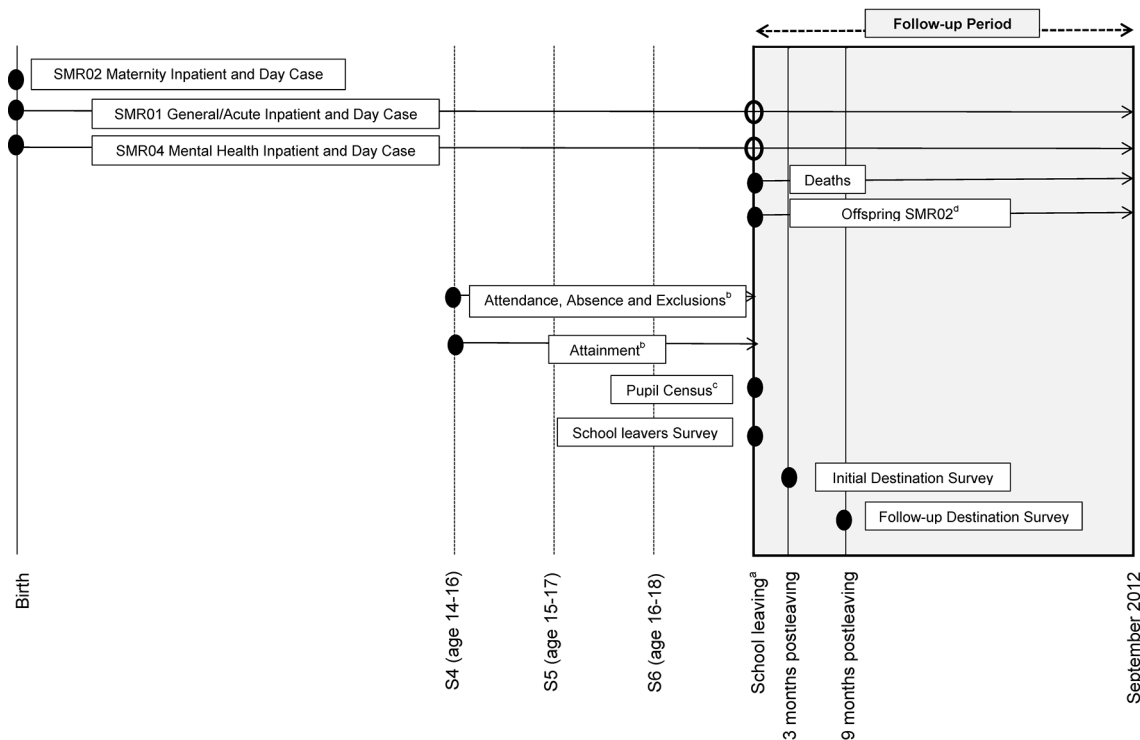 Follow-up Period
SMR02 Maternity Inpatient and Day Case
SMR01 General/Acute Inpatient and Day Case
SMR04 Mental Health Inpatient and Day Case
Deaths
Offspring SMR02ᵈ
Attendance, Absence and Exclusionsᵇ
Attainmentᵇ
Pupil Censusᶜ
School leavers Survey
Initial Destination Survey
Follow-up Destination Survey
Birth
S4 (age 14-16)
S5 (age 15-17)
S6 (age 16-18)
School leavingᵃ
3 months postleaving
9 months postleaving
September 2012